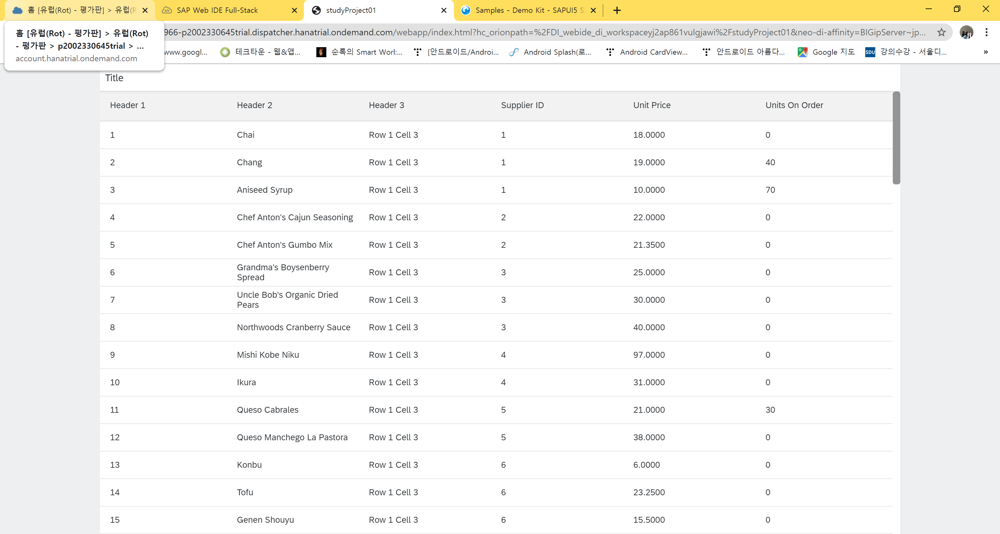 홈 [유럽(Rot) - 평가판] > 유럽(R
SAP Web IDE Full-Stack
studyProject01
Samples - Demo Kit - SAPUI5 S
홈 [유럽(Rot) - 평가판] > 유럽(Rot)
- 평가판 > p2002330645trial > ...
account.hanatrial.ondemand.com
966-p2002330645trial.dispatcher.hanatrial.ondemand.com/webapp/index.html?hc_orionpath=%2FDI_webide_di_workspaceyj2ap861vulgjawi%2FstudyProject01&neo-di-affinity=BIGipServer~jp...
www.googl...
테크타운 - 웹&앱...
순록의 Smart Worl:...
[안드로이드/Androi...
Android Splash(로...
Android CardView...
안드로이드 아름다...
Google 지도
SDU 강의수강 - 서울디...
»
Title
Header 1 Header 2 Header 3 Supplier ID Unit Price Units On Order
1 Chai Row 1 Cell 3 1 18.0000 0
2 Chang Row 1 Cell 3 1 19.0000 40
3 Aniseed Syrup Row 1 Cell 3 1 10.0000 70
4 Chef Anton's Cajun Seasoning Row 1 Cell 3 2 22.0000 0
5 Chef Anton's Gumbo Mix Row 1 Cell 3 2 21.3500 0
6 Grandma's Boysenberry
Spread Row 1 Cell 3 3 25.0000 0
7 Uncle Bob's Organic Dried
Pears Row 1 Cell 3 3 30.0000 0
8 Northwoods Cranberry Sauce Row 1 Cell 3 3 40.0000 0
9 Mishi Kobe Niku Row 1 Cell 3 4 97.0000 0
10 Ikura Row 1 Cell 3 4 31.0000 0
11 Queso Cabrales Row 1 Cell 3 5 21.0000 30
12 Queso Manchego La Pastora Row 1 Cell 3 5 38.0000 0
13 Konbu Row 1 Cell 3 6 6.0000 0
14 Tofu Row 1 Cell 3 6 23.2500 0
15 Genen Shouyu Row 1 Cell 3 6 15.5000 0